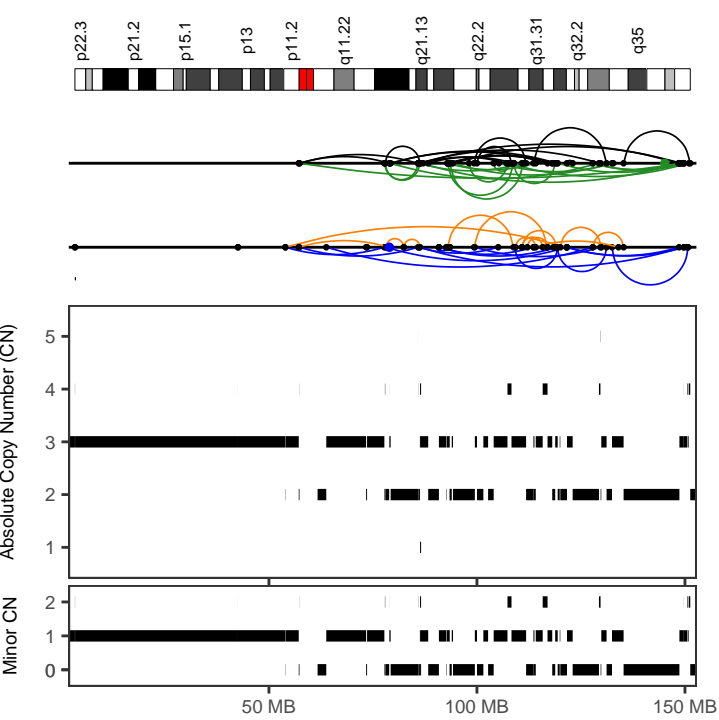 p22.3 p21.2 p15.1 p13 p11.2 q11.22 q21.13 q22.2 q31.31 q32.2 q35
Absolute Copy Number (CN)
5
4
3
2
1
Minor CN
2
1
0
50 MB 100 MB 150 MB